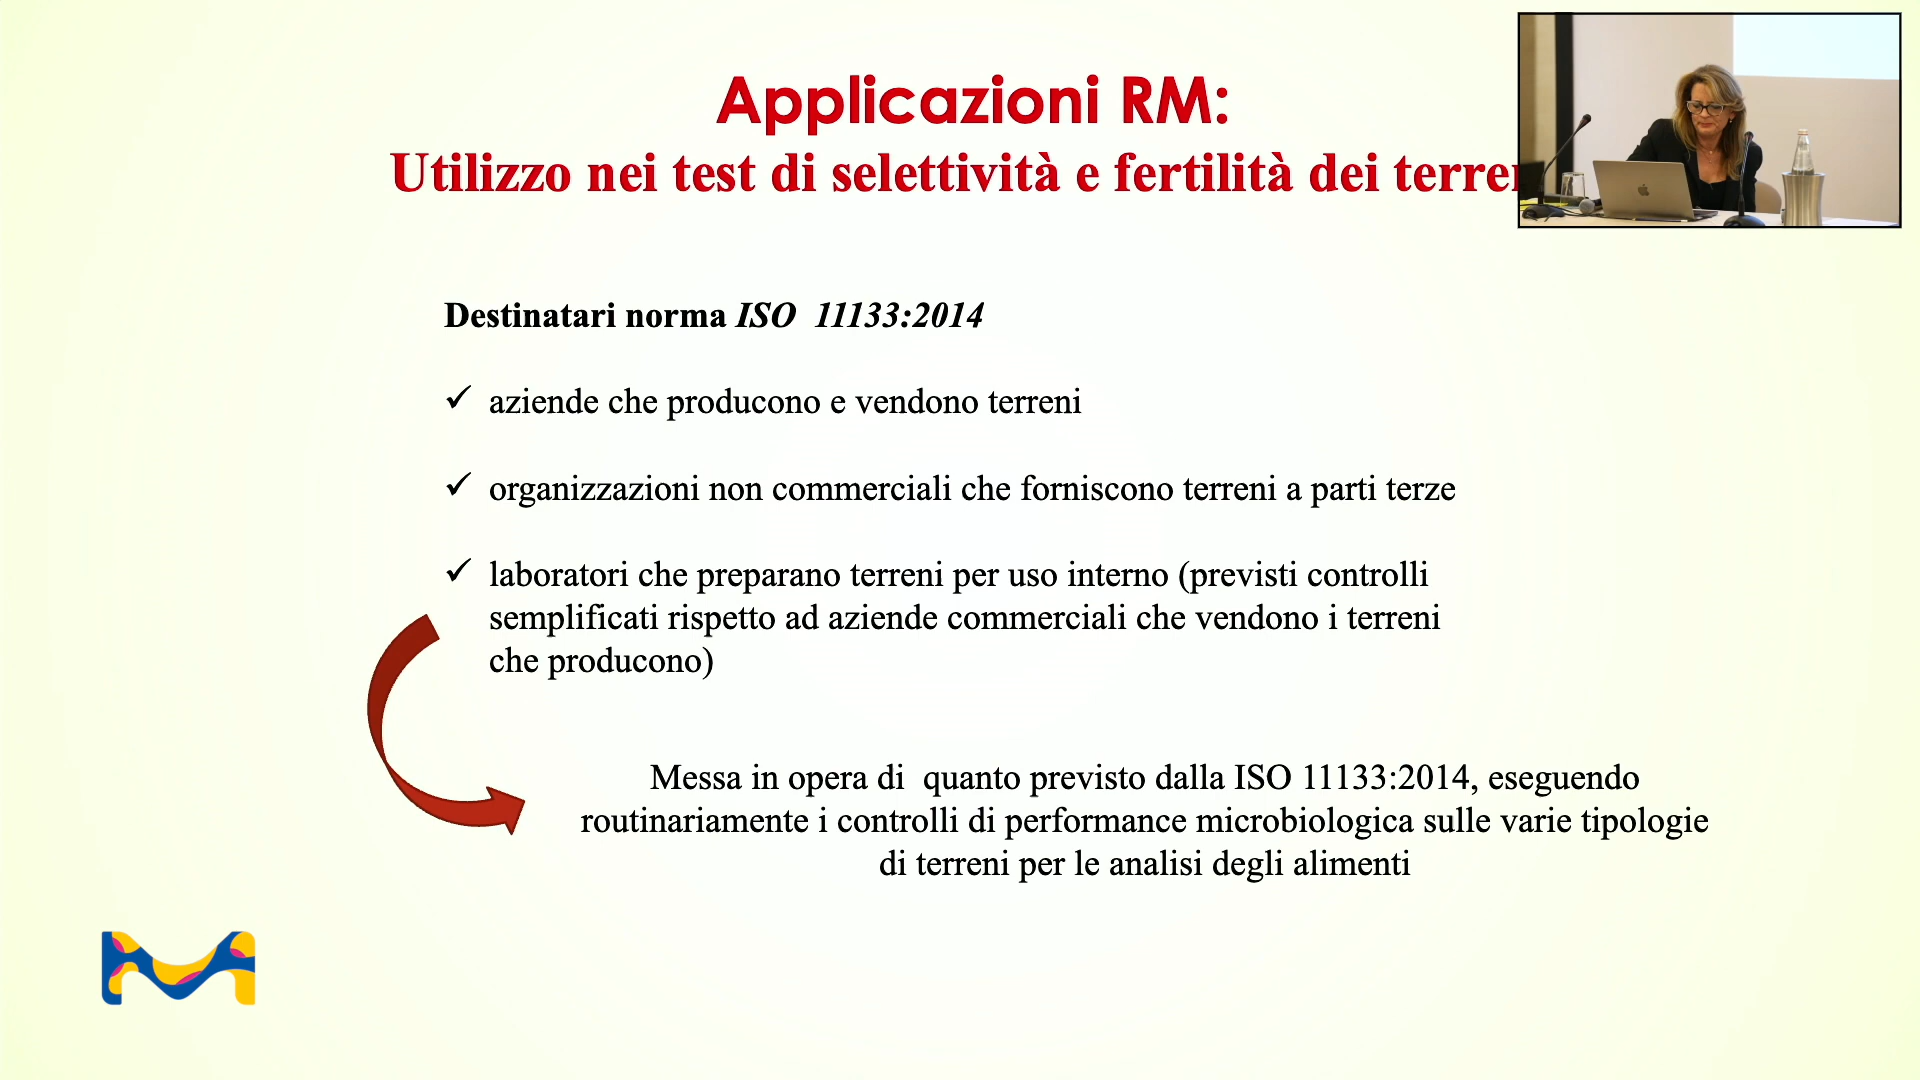 Applicazioni RM:
Utilizzo nei test di selettività e fertilità dei
Destinatari norma ISO 11133:2014
✓ aziende che producono e vendono terreni
✓ organizzazioni non commerciali che forniscono terreni a parti terze
✓ laboratori che preparano terreni per uso interno (previsti controlli
semplificati rispetto ad aziende commerciali che vendono i terreni
che producono)
Messa in opera di quanto previsto dalla ISO 11133:2014, eseguendo
routinariamente i controlli di performance microbiologica sulle varie tipologie
di terreni per le analisi degli alimenti